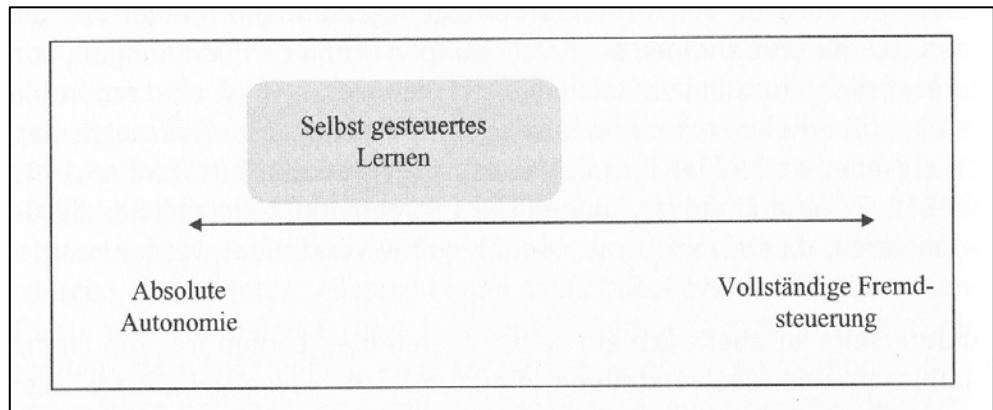 Selbst gesteuertes
Lernen
Absolute
Autonomie
Vollständige Fremd-
steuerung